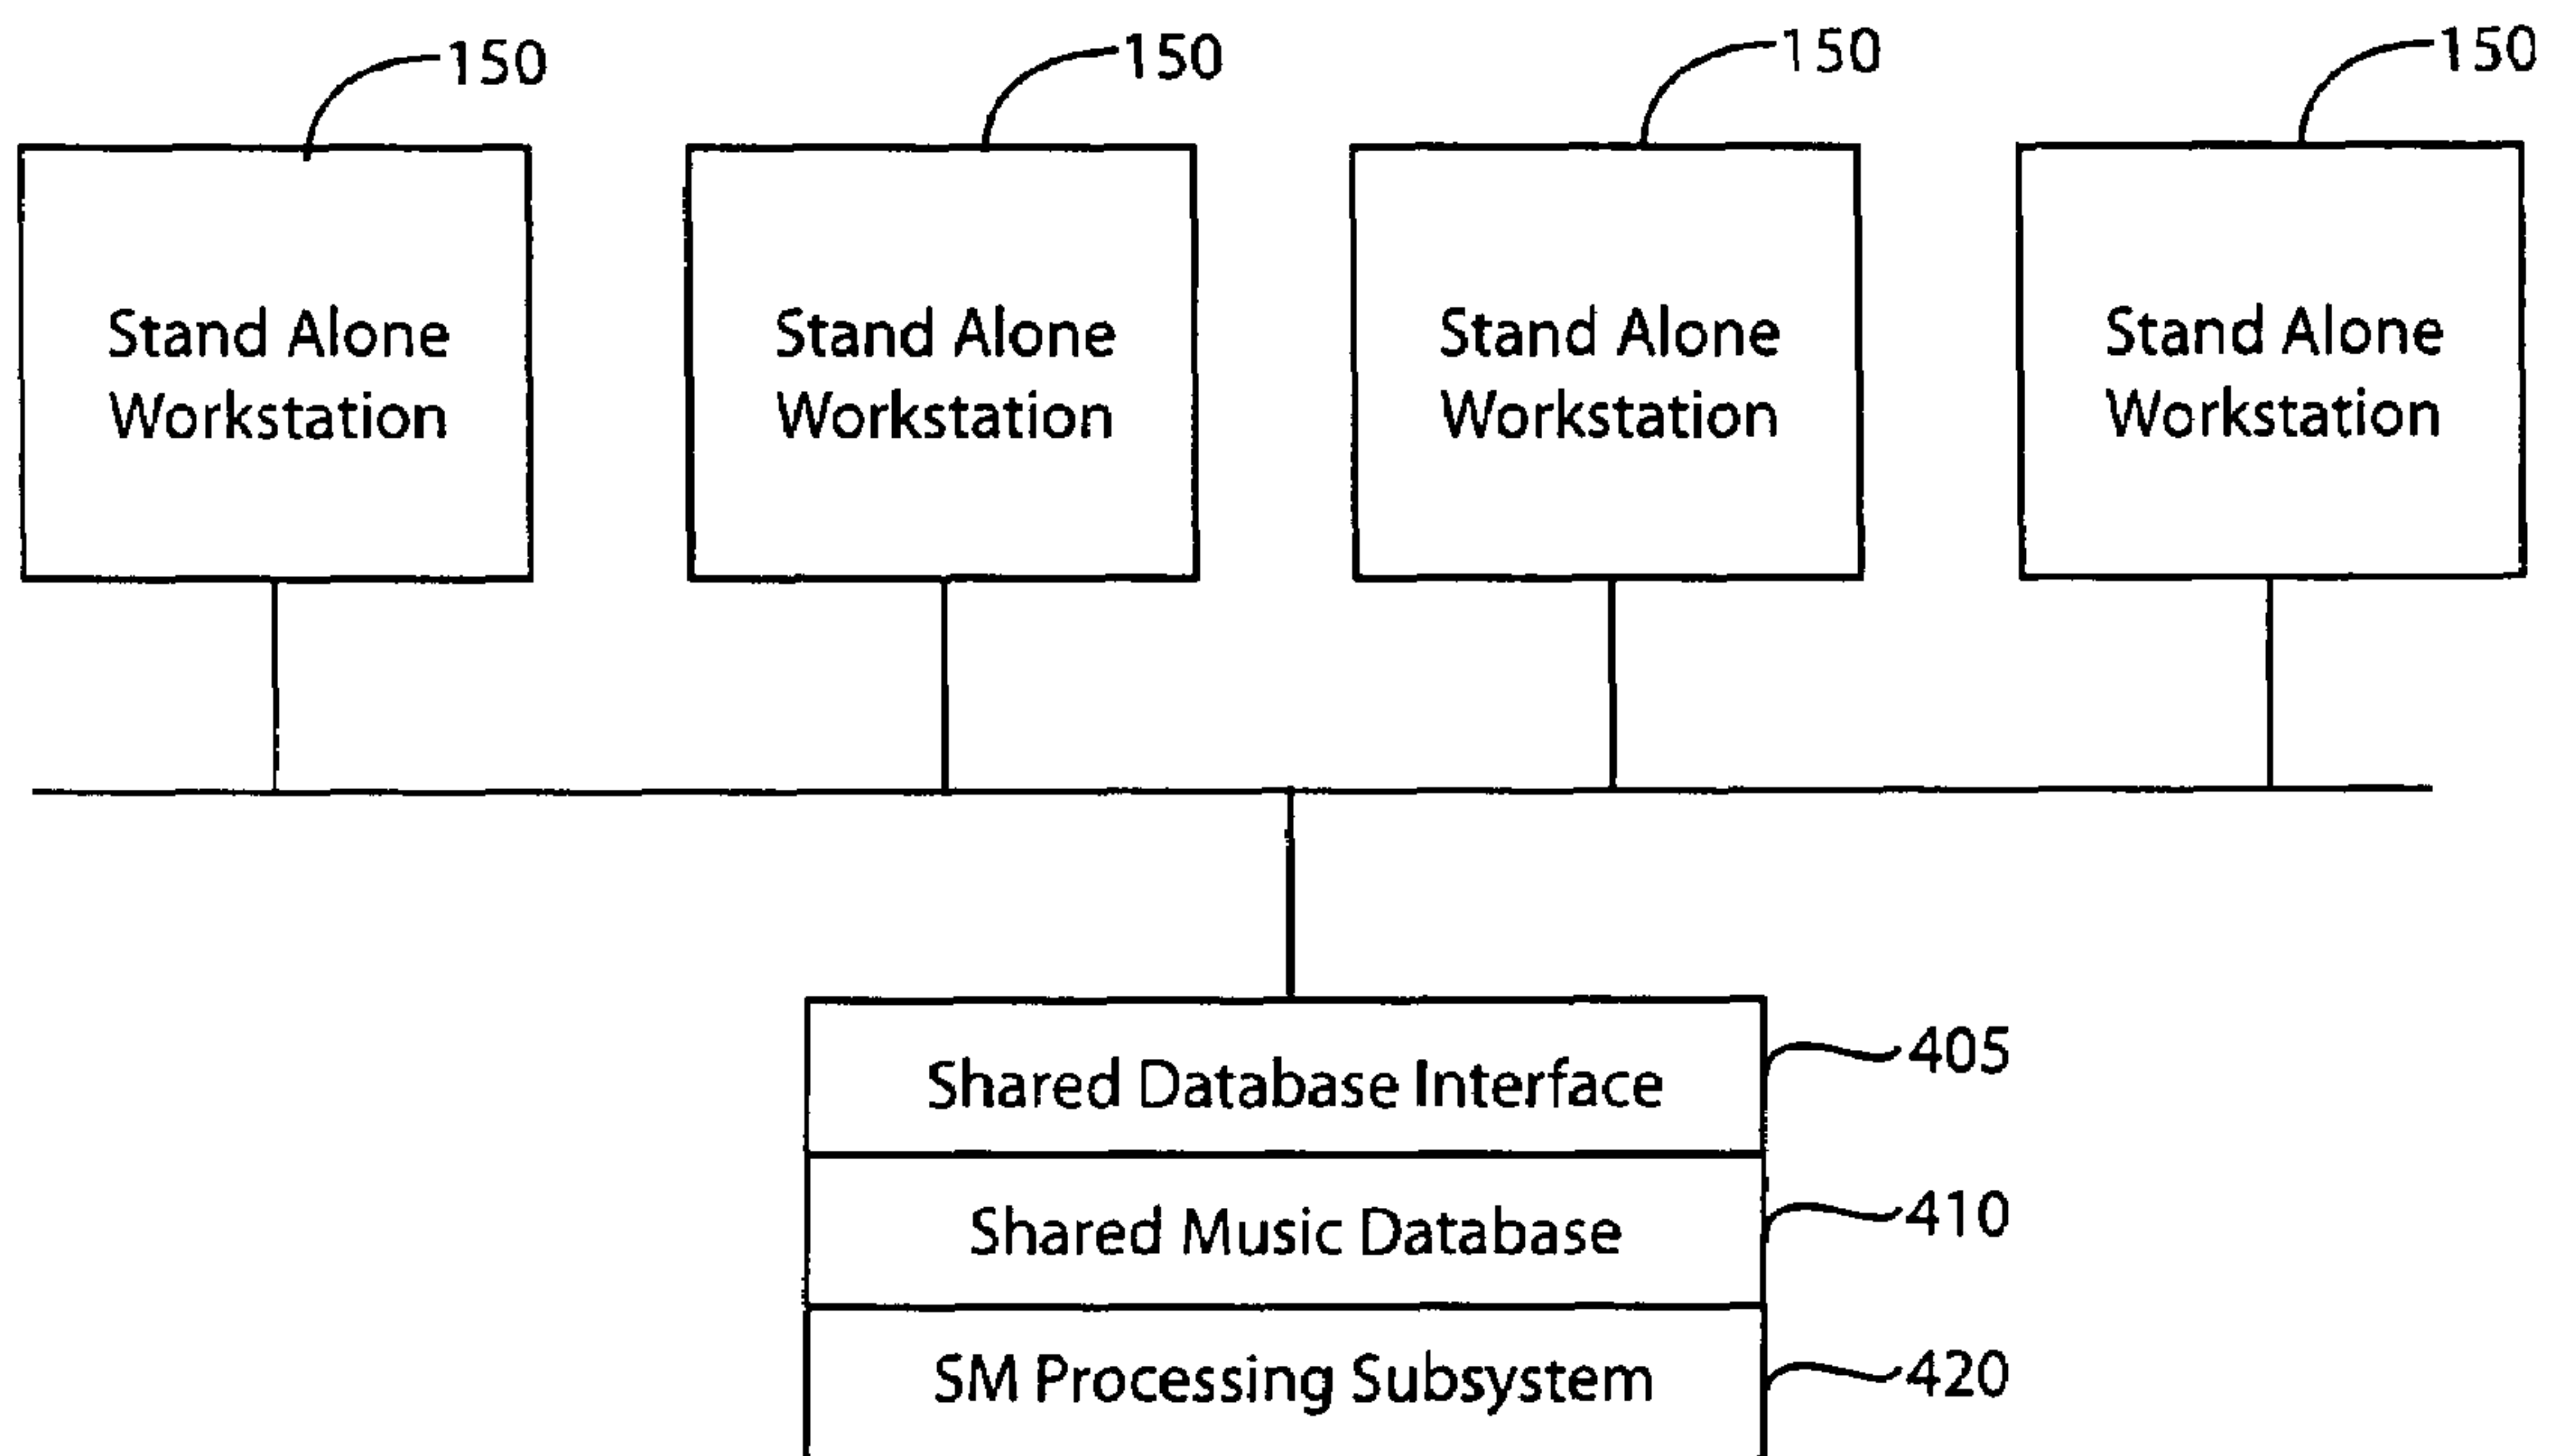 150
150
150
150
Stand Alone
Workstation
Stand Alone
Workstation
Stand Alone
Workstation
Stand Alone
Workstation
Shared Database Interface
405
Shared Music Database
410
SM Processing Subsystem
420